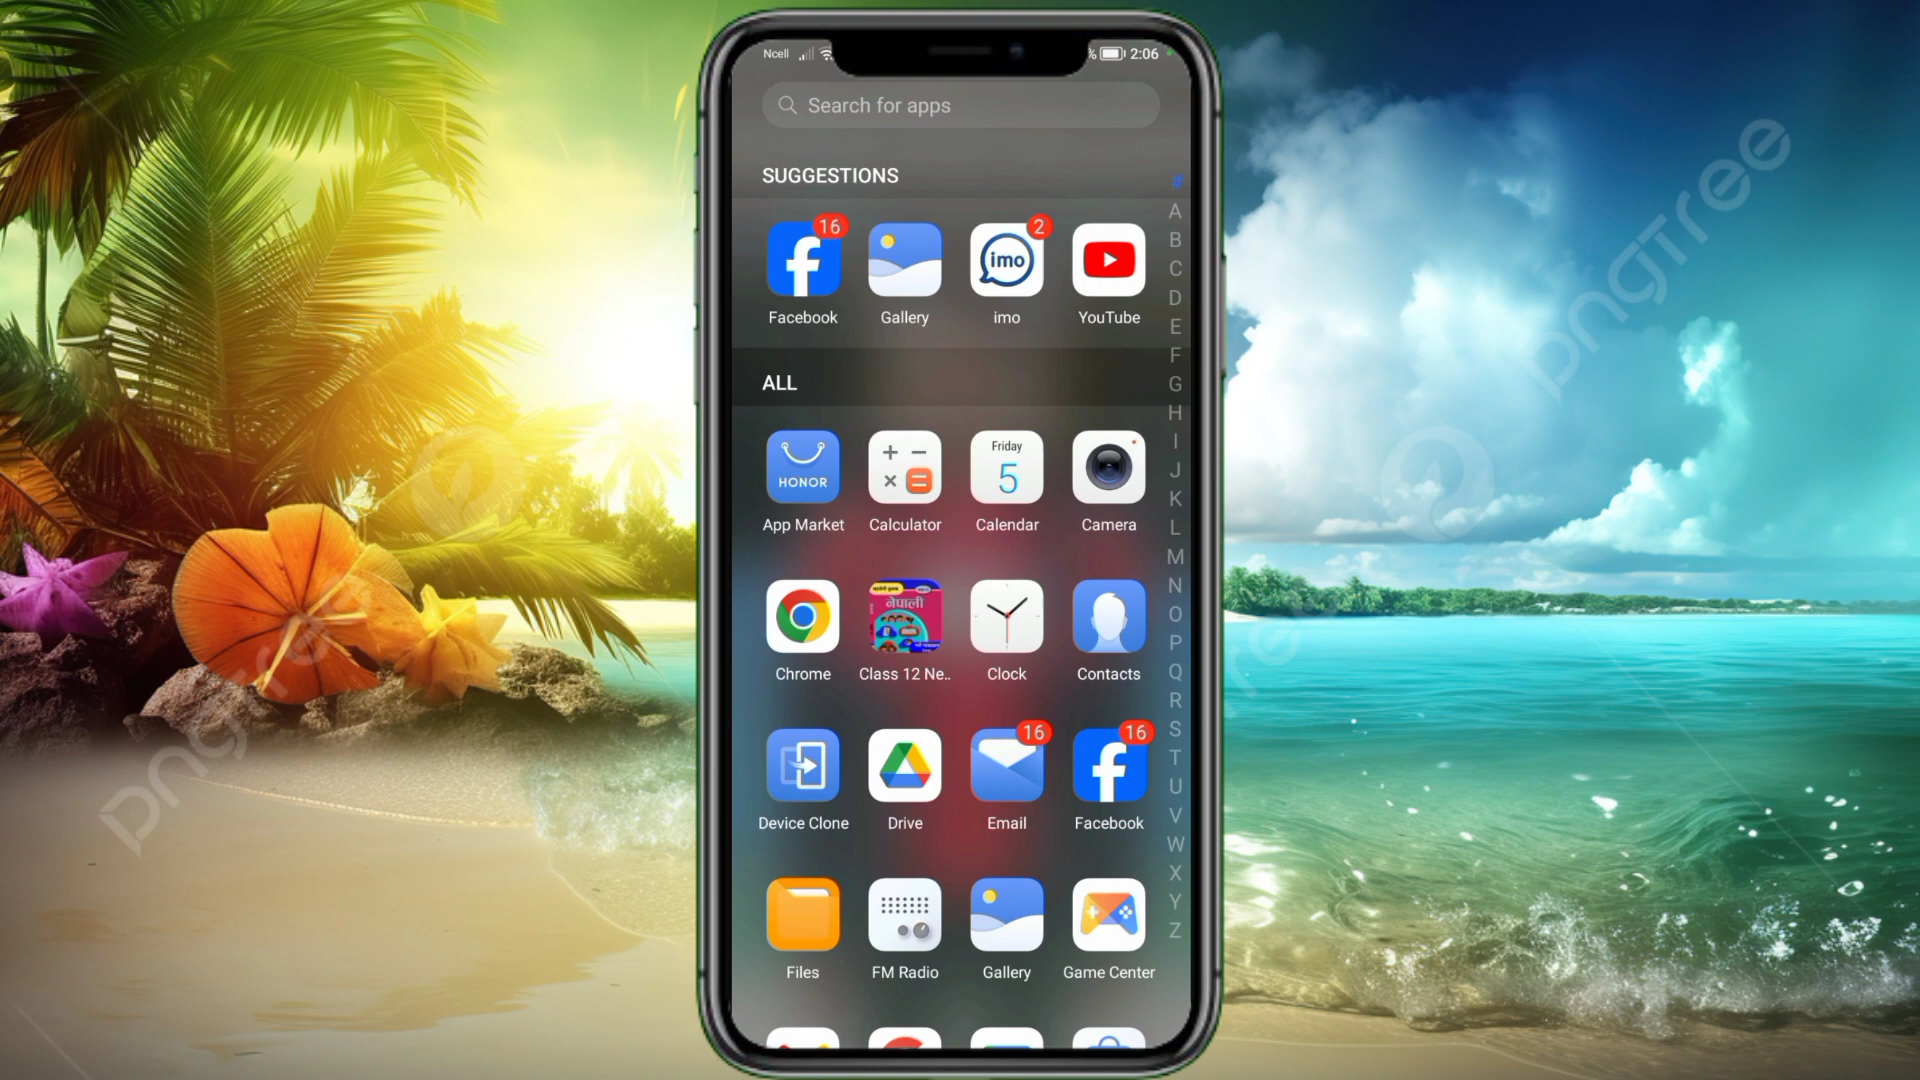 Ncell
% 2:06
Search for apps
SUGGESTIONS
#
A
B
C
D
E
F
G
H
I
J
K
L
M
N
O
P
Q
R
S
T
U
V
W
X
Y
Z
16
2
imo
Facebook Gallery imo YouTube
ALL
HONOR
Friday
5
App Market Calculator Calendar Camera
नेपाली
Chrome Class 12 Ne.. Clock Contacts
16
16
Device Clone Drive Email Facebook
Files FM Radio Gallery Game Center
pngtree
pngtree